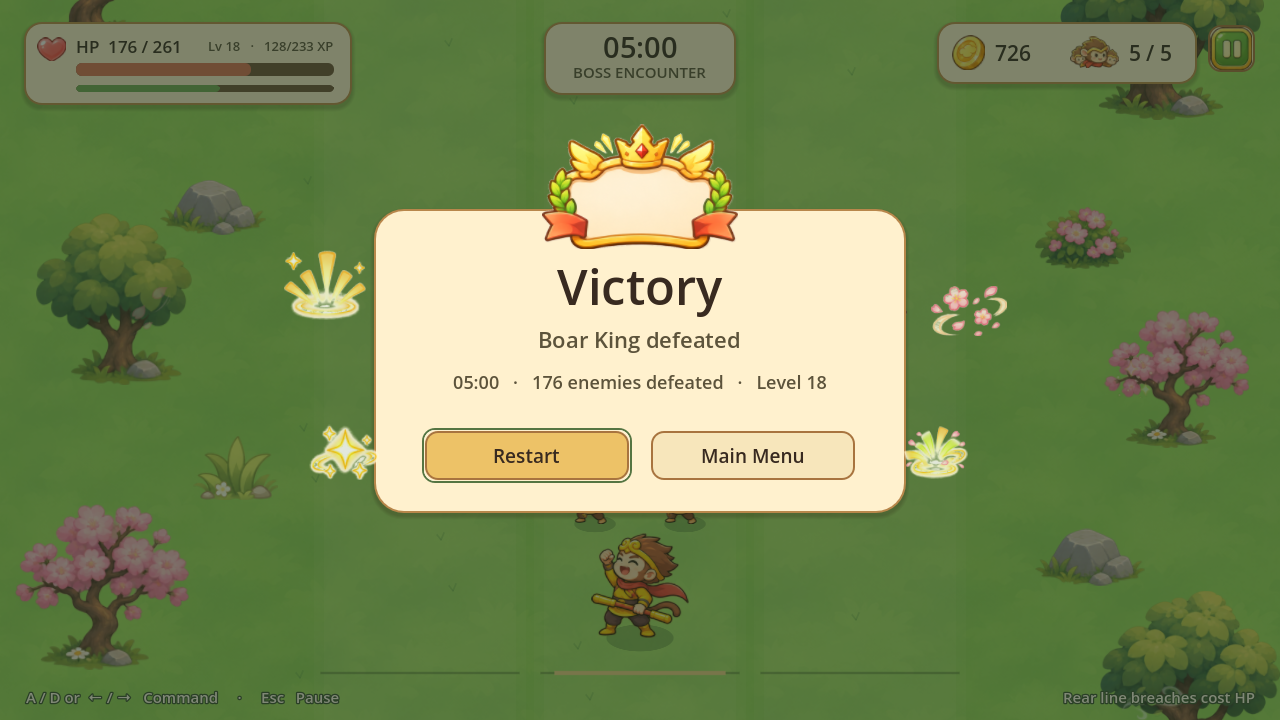 HP 176 / 261 Lv 18 · 128/233 XP
05:00
BOSS ENCOUNTER
726
5 / 5
Victory
Boar King defeated
05:00 · 176 enemies defeated · Level 18
Restart
Main Menu
A / D or ← / → Command · Esc Pause
Rear line breaches cost HP